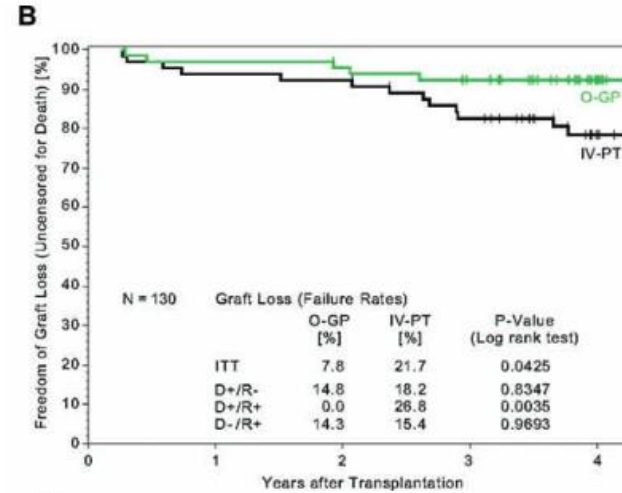 B
Freedom of Graft Loss (Uncensored for Death) [%]
100
90
80
70
60
50
40
30
20
10
0
O-GP
IV-PT
N = 130 Graft Loss (Failure Rates)
O-GP IV-PT P-Value
[%] [%] (Log rank test)
ITT 7.8 21.7 0.0425
D+/R- 14.8 18.2 0.8347
D+/R+ 0.0 26.8 0.0035
D-/R+ 14.3 15.4 0.9693
0 1 2 3 4
Years after Transplantation